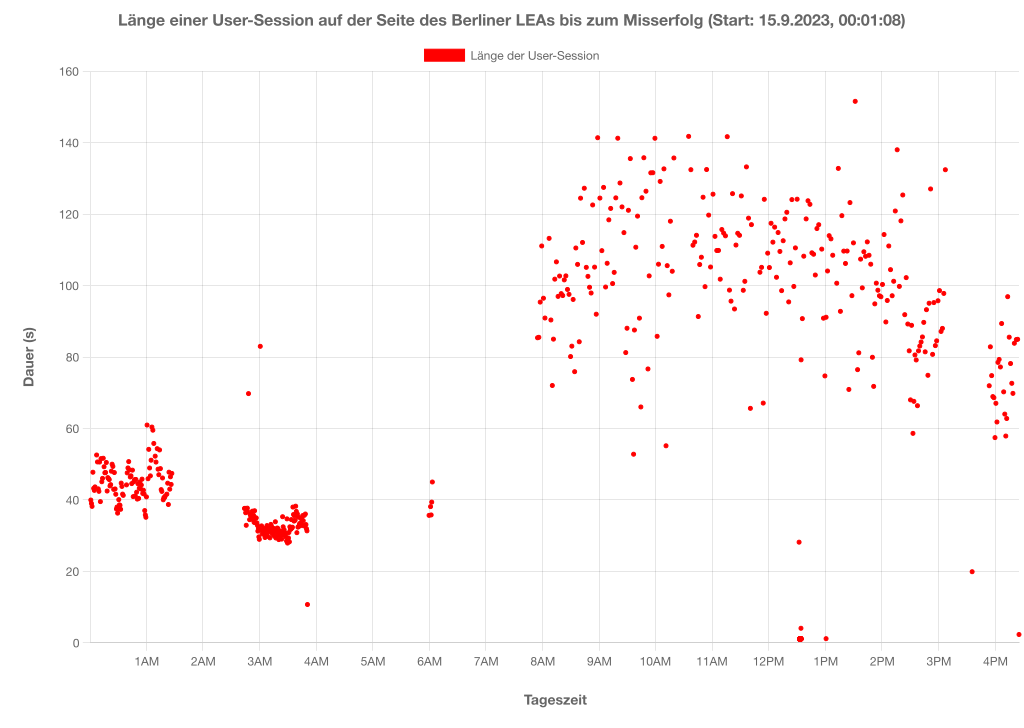 Länge einer User-Session auf der Seite des Berliner LEAs bis zum Misserfolg (Start: 15.9.2023, 00:01:08)
Länge der User-Session
160
140
120
100
80
60
40
20
0
Dauer (s)
1AM 2AM 3AM 4AM 5AM 6AM 7AM 8AM 9AM 10AM 11AM 12PM 1PM 2PM 3PM 4PM
Tageszeit